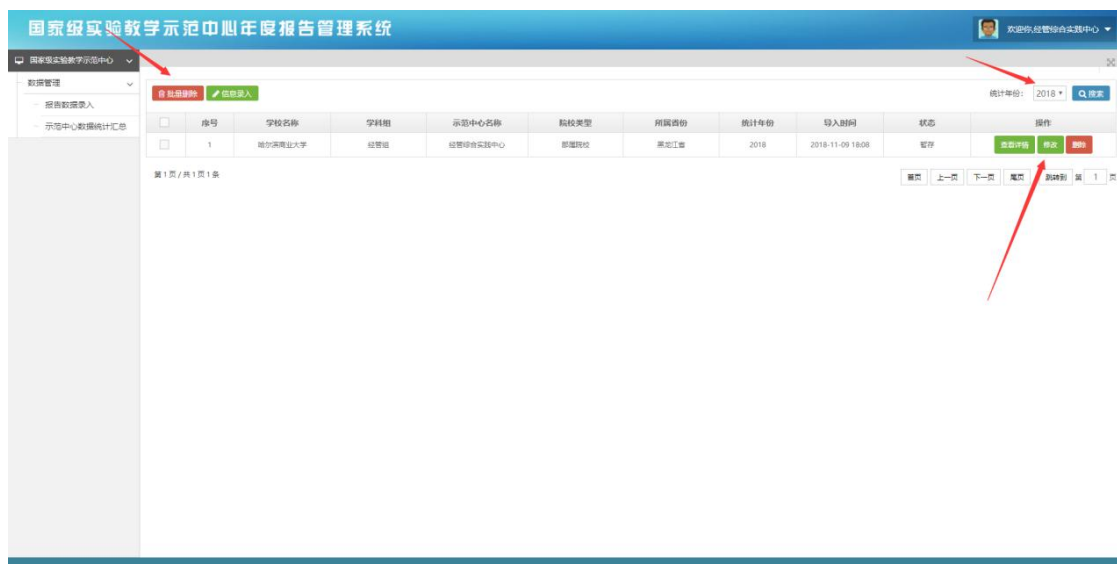 国家级实验教学示范中心年度报告管理系统
欢迎你,经管综合实践中心
国家级实验教学示范中心
数据管理
报告数据录入
示范中心数据统计汇总
批量删除 信息录入 统计年份: 2018 搜索
序号 学校名称 学科组 示范中心名称 院校类型 所属省份 统计年份 导入时间 状态 操作
1 哈尔滨商业大学 经管组 经管综合实践中心 部属院校 黑龙江省 2018 2018-11-09 18:08 暂存 查看详情 修改 删除
第1页/共1页1条 首页 上一页 下一页 尾页 跳转到 第 1 页